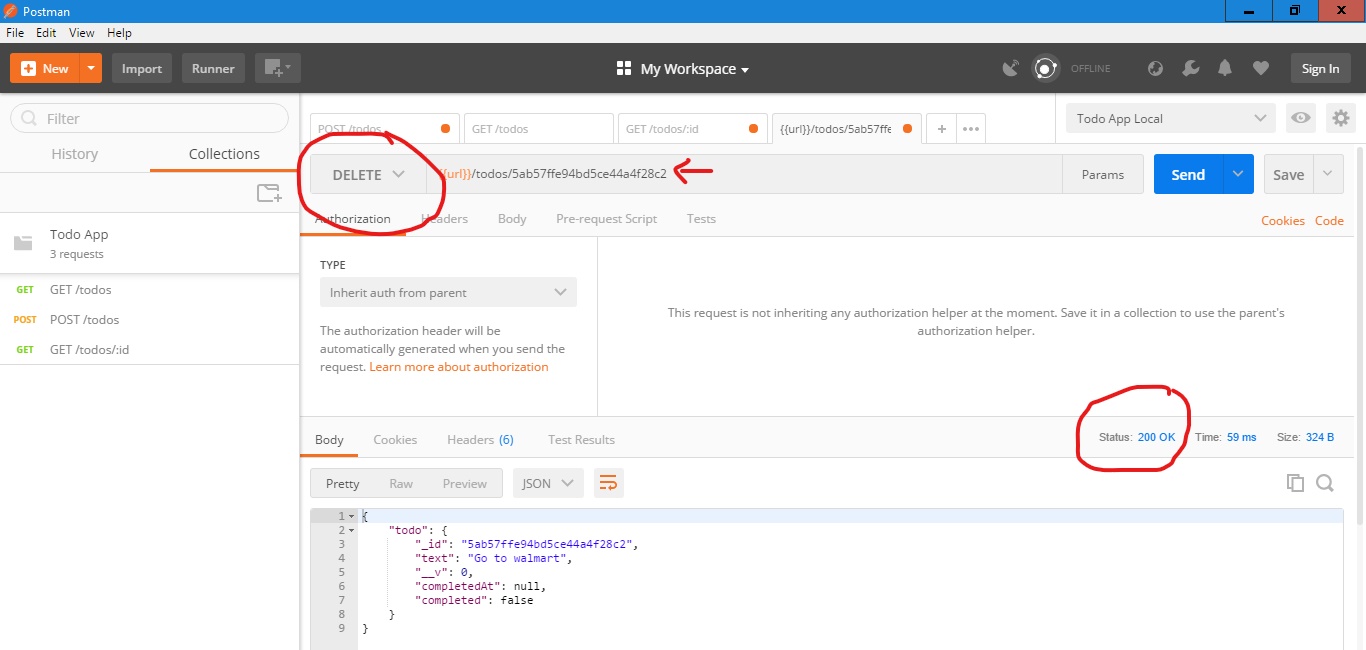 Postman
File Edit View Help
New Import Runner My Workspace OFFLINE Sign In
Filter
History Collections
Todo App
3 requests
GET GET /todos
POST POST /todos
GET GET /todos/:id
POST /todos GET /todos GET /todos/:id {{url}}/todos/5ab57ffe + ••• Todo App Local
DELETE {{url}}/todos/5ab57ffe94bd5ce44a4f28c2 Params Send Save
Authorization Headers Body Pre-request Script Tests Cookies Code
TYPE
Inherit auth from parent
The authorization header will be
automatically generated when you send the
request. Learn more about authorization
This request is not inheriting any authorization helper at the moment. Save it in a collection to use the parent's
authorization helper.
Body Cookies Headers (6) Test Results Status: 200 OK Time: 59 ms Size: 324 B
Pretty Raw Preview JSON
1 {
2 "todo": {
3 "_id": "5ab57ffe94bd5ce44a4f28c2",
4 "text": "Go to walmart",
5 "__v": 0,
6 "completedAt": null,
7 "completed": false
8 }
9 }